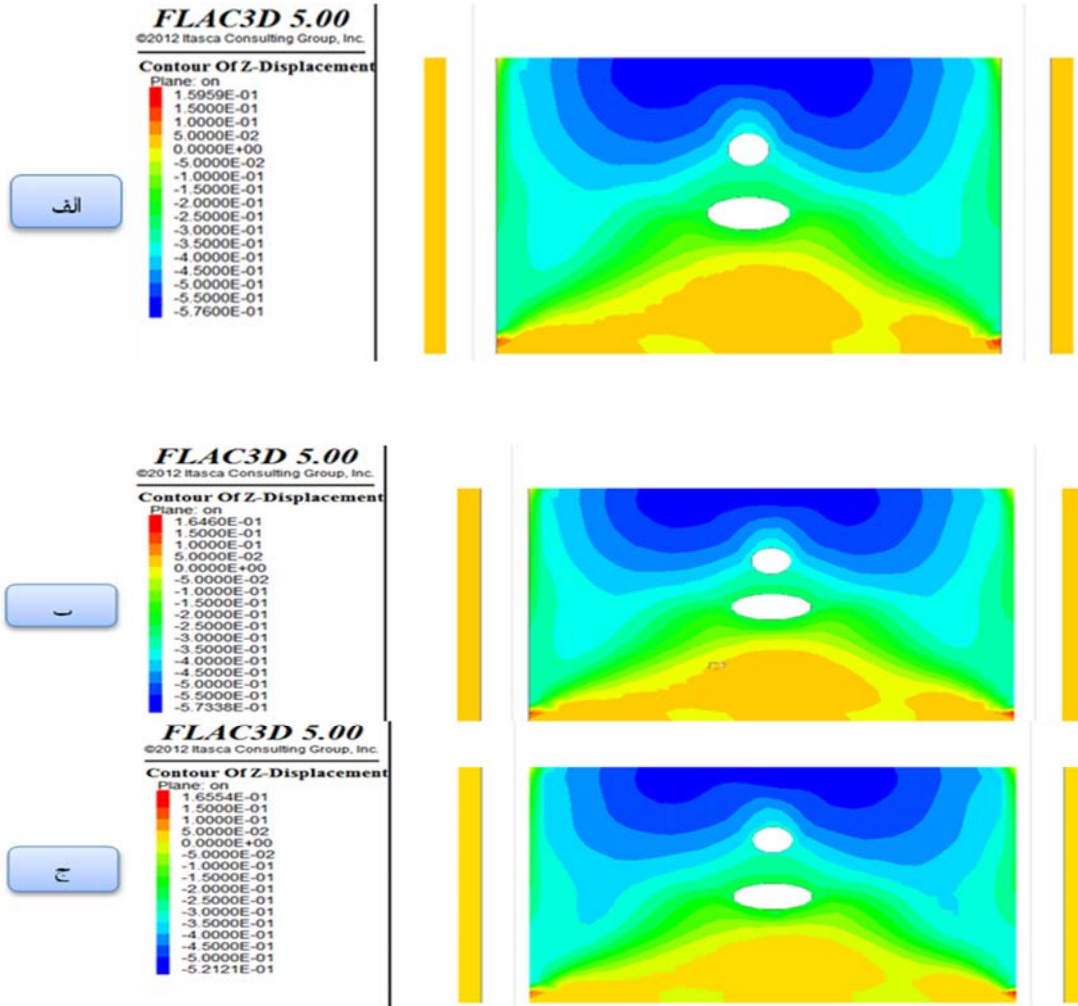 FLAC3D 5.00
©2012 Itasca Consulting Group, Inc.
Contour Of Z-Displacement
Plane: on
1.5959E-01
1.5000E-01
1.0000E-01
5.0000E-02
0.0000E+00
-5.0000E-02
-1.0000E-01
-1.5000E-01
-2.0000E-01
-2.5000E-01
-3.0000E-01
-3.5000E-01
-4.0000E-01
-4.5000E-01
-5.0000E-01
-5.5000E-01
-5.7600E-01
الف
FLAC3D 5.00
©2012 Itasca Consulting Group, Inc.
Contour Of Z-Displacement
Plane: on
1.6460E-01
1.5000E-01
1.0000E-01
5.0000E-02
0.0000E+00
-5.0000E-02
-1.0000E-01
-1.5000E-01
-2.0000E-01
-2.5000E-01
-3.0000E-01
-3.5000E-01
-4.0000E-01
-4.5000E-01
-5.0000E-01
-5.5000E-01
-5.7338E-01
ب
FLAC3D 5.00
©2012 Itasca Consulting Group, Inc.
Contour Of Z-Displacement
Plane: on
1.6554E-01
1.5000E-01
1.0000E-01
5.0000E-02
0.0000E+00
-5.0000E-02
-1.0000E-01
-1.5000E-01
-2.0000E-01
-2.5000E-01
-3.0000E-01
-3.5000E-01
-4.0000E-01
-4.5000E-01
-5.0000E-01
-5.2121E-01
ج